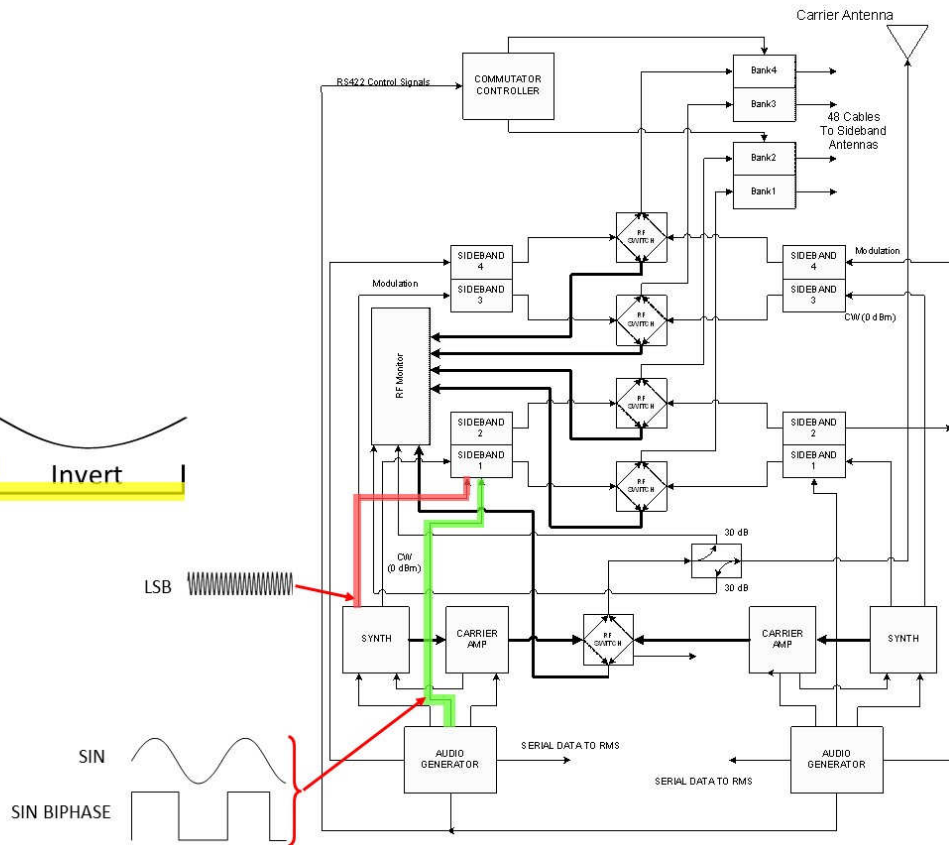 Carrier Antenna
RS422 Control Signals
COMMUTATOR
CONTROLLER
Bank4
Bank3
48 Cables
To Sideband
Antennas
Bank2
Bank1
RF
SWITCH
SIDEBAND
4
SIDEBAND
3
Modulation
SIDEBAND
4
SIDEBAND
3
Modulation
CW (0 dBm)
RF
SWITCH
RF Monitor
RF
SWITCH
SIDEBAND
2
SIDEBAND
1
SIDEBAND
2
SIDEBAND
1
RF
SWITCH
Invert
30 dB
CW
(0 dBm)
30 dB
LSB
SYNTH
CARRIER
AMP
RF
SWITCH
CARRIER
AMP
SYNTH
SIN
SIN BIPHASE
AUDIO
GENERATOR
SERIAL DATA TO RMS
SERIAL DATA TO RMS
AUDIO
GENERATOR